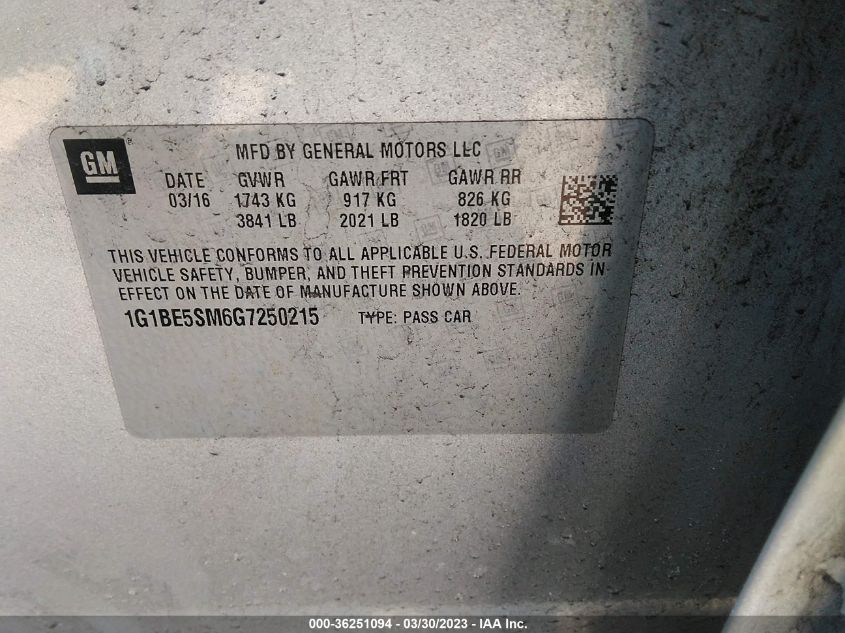 GM®
MFD BY GENERAL MOTORS LLC
DATE GVWR GAWR FRT GAWR RR
03/16 1743 KG 917 KG 826 KG
3841 LB 2021 LB 1820 LB
THIS VEHICLE CONFORMS TO ALL APPLICABLE U.S. FEDERAL MOTOR
VEHICLE SAFETY, BUMPER, AND THEFT PREVENTION STANDARDS IN
EFFECT ON THE DATE OF MANUFACTURE SHOWN ABOVE.
1G1BE5SM6G7250215 TYPE: PASS CAR
000-36251094 - 03/30/2023 - IAA Inc.